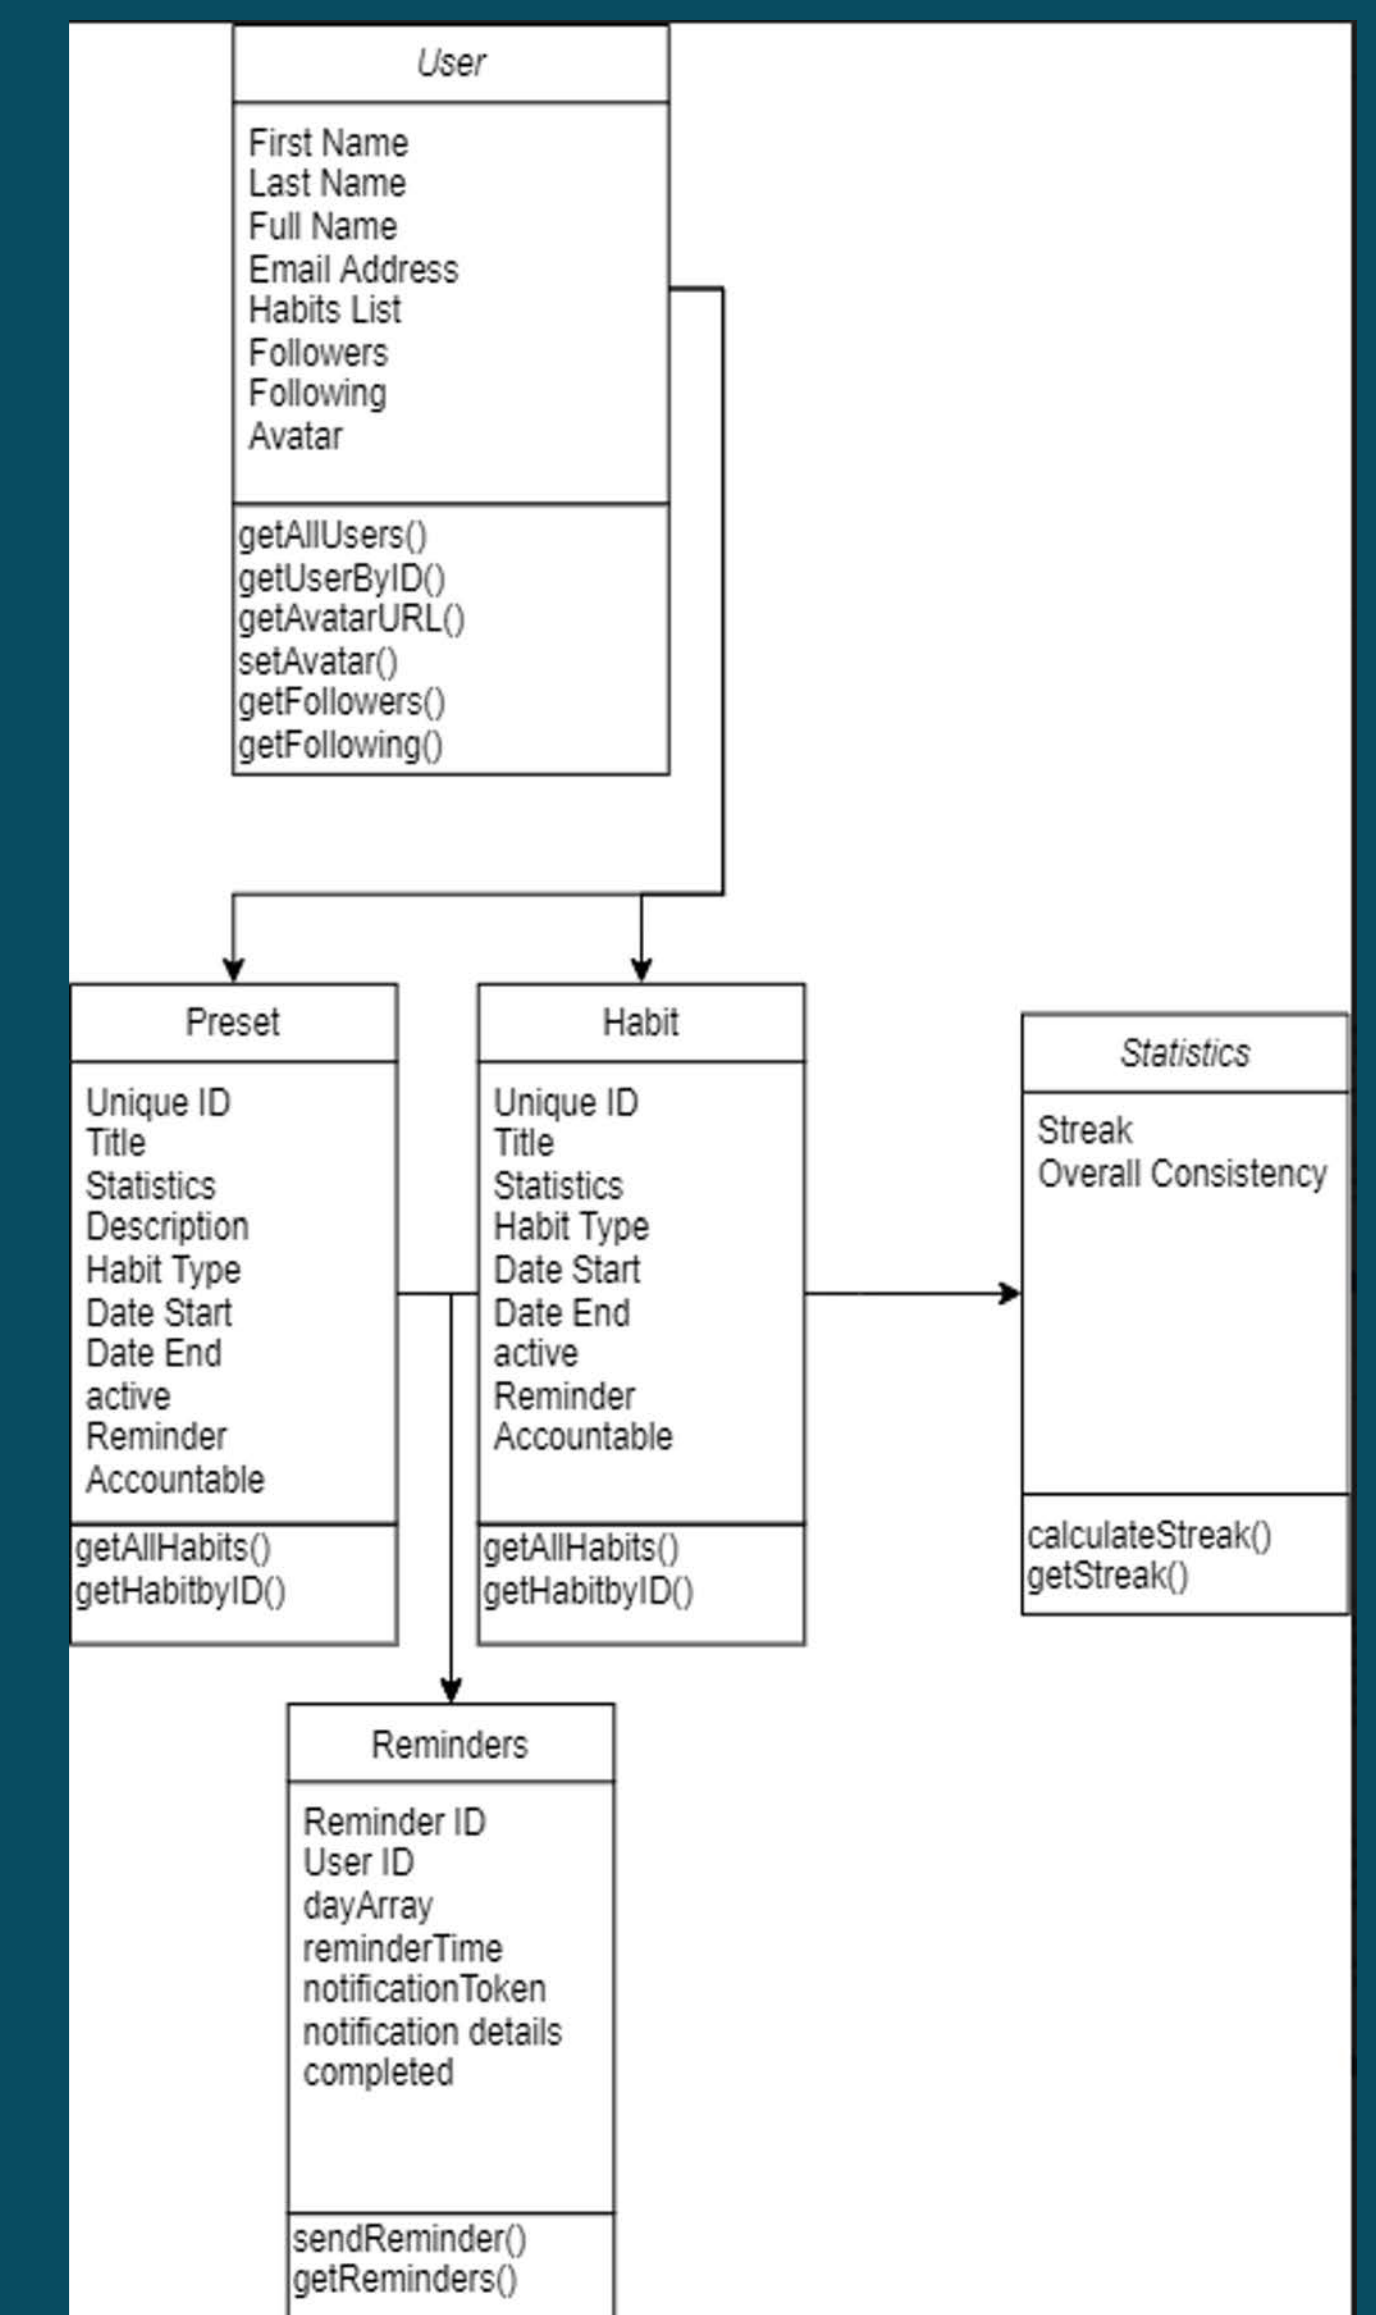 User
First Name
Last Name
Full Name
Email Address
Habits List
Followers
Following
Avatar
getAllUsers()
getUserByID()
getAvatarURL()
setAvatar()
getFollowers()
getFollowing()
Preset
Unique ID
Title
Statistics
Description
Habit Type
Date Start
Date End
active
Reminder
Accountable
getAllHabits()
getHabitbyID()
Habit
Unique ID
Title
Statistics
Habit Type
Date Start
Date End
active
Reminder
Accountable
getAllHabits()
getHabitbyID()
Statistics
Streak
Overall Consistency
calculateStreak()
getStreak()
Reminders
Reminder ID
User ID
dayArray
reminderTime
notificationToken
notification details
completed
sendReminder()
getReminders()